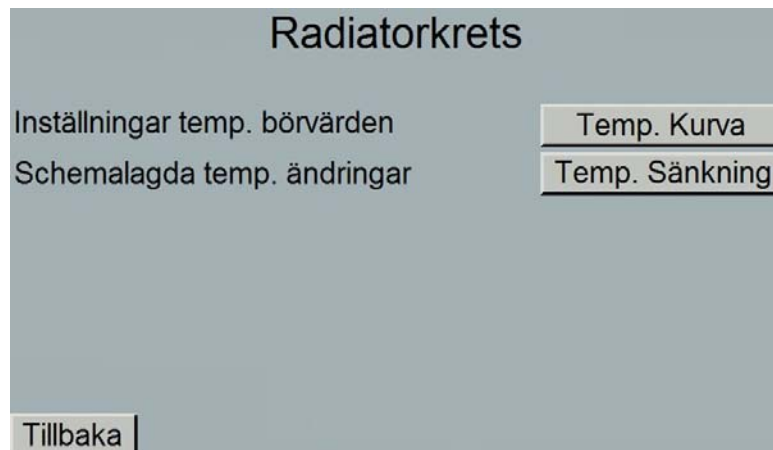 Radiatorkrets
Inställningar temp. börvärden Temp. Kurva
Schemalagda temp. ändringar Temp. Sänkning
Tillbaka